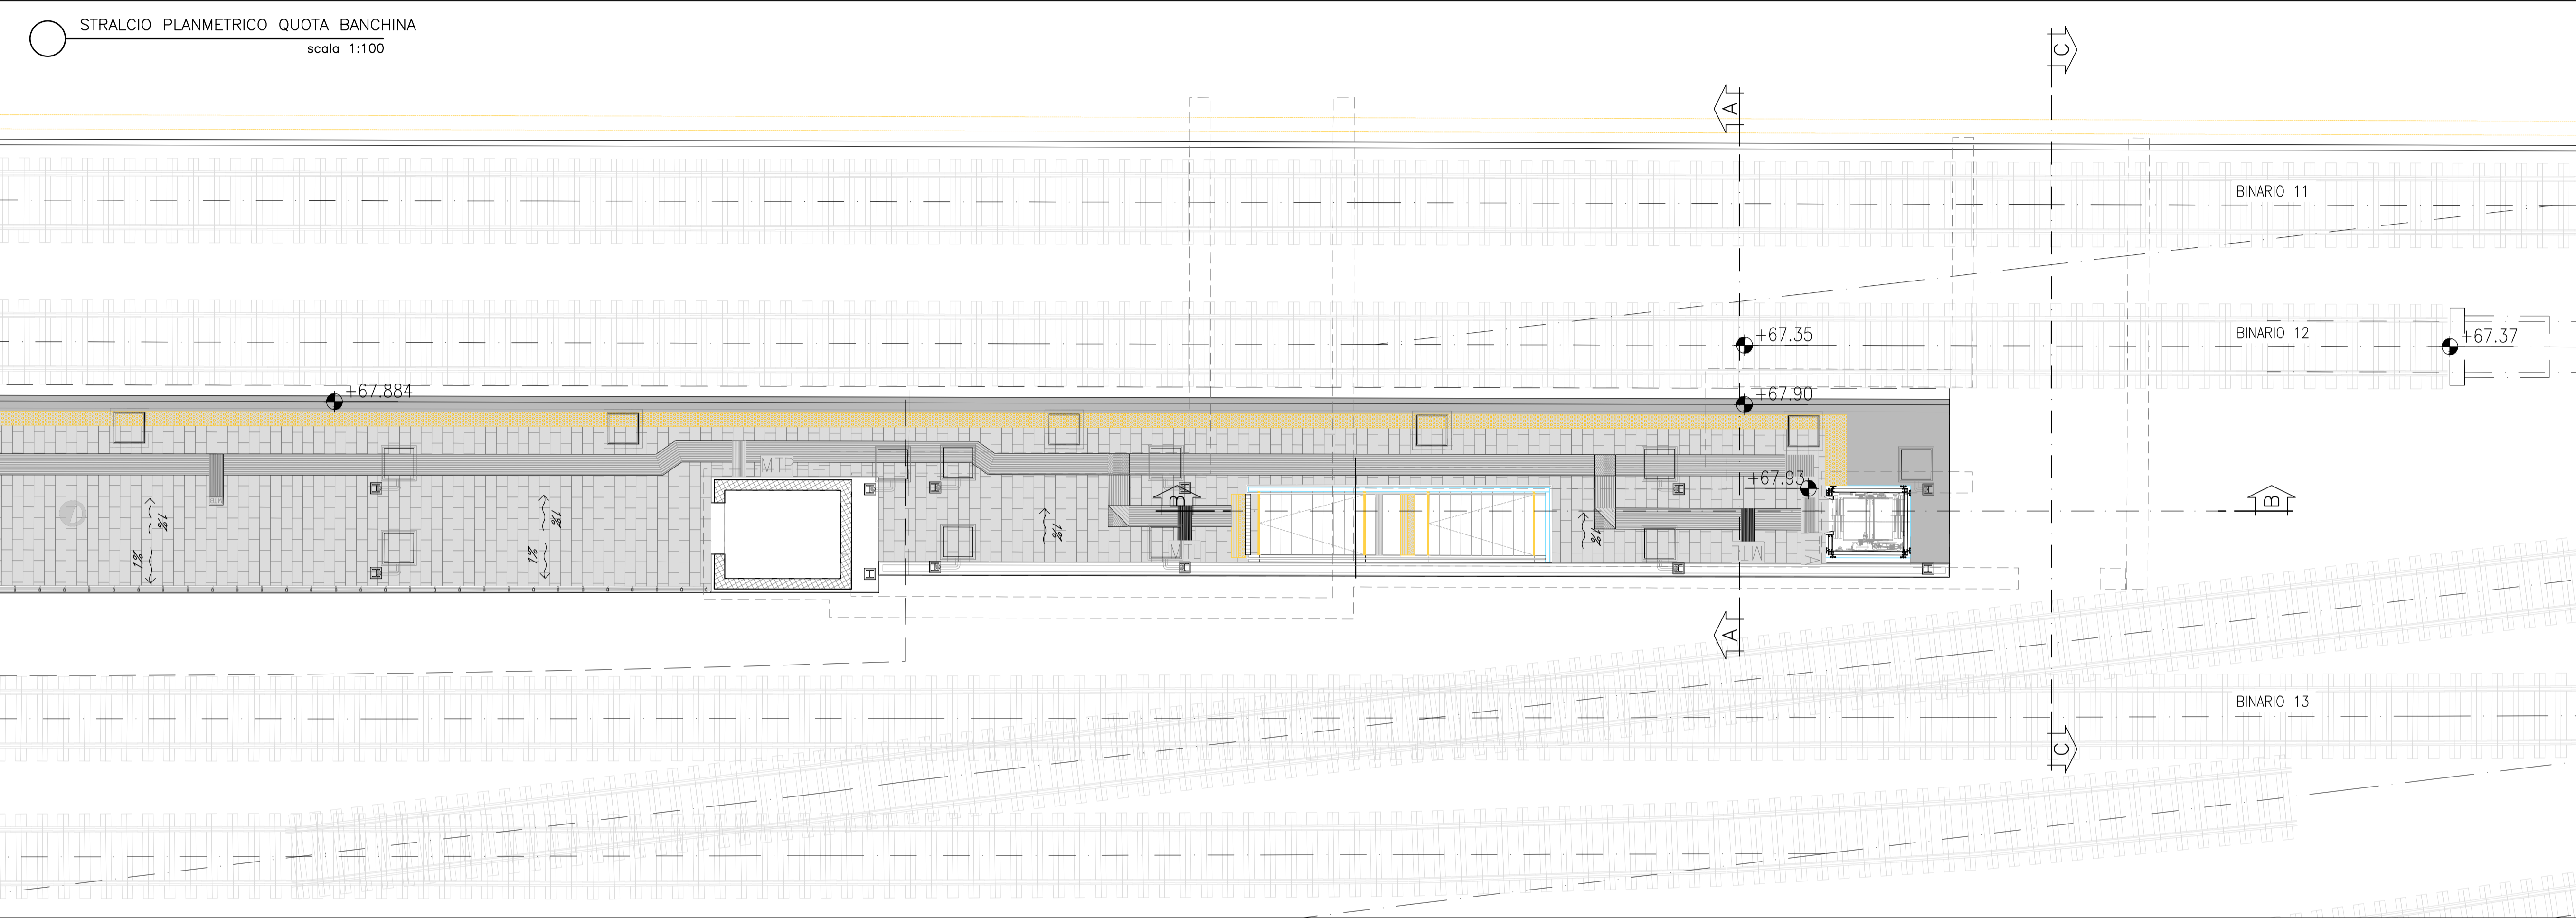 STRALCIO PLANMETRICO QUOTA BANCHINA
scala 1:100
C
A
BINARIO 11
BINARIO 12
+67.35
+67.37
+67.884
+67.90
MTP
+67.93
B
B
1%
1%
1%
1%
1%
1%
MTL
MTL
A
C
BINARIO 13